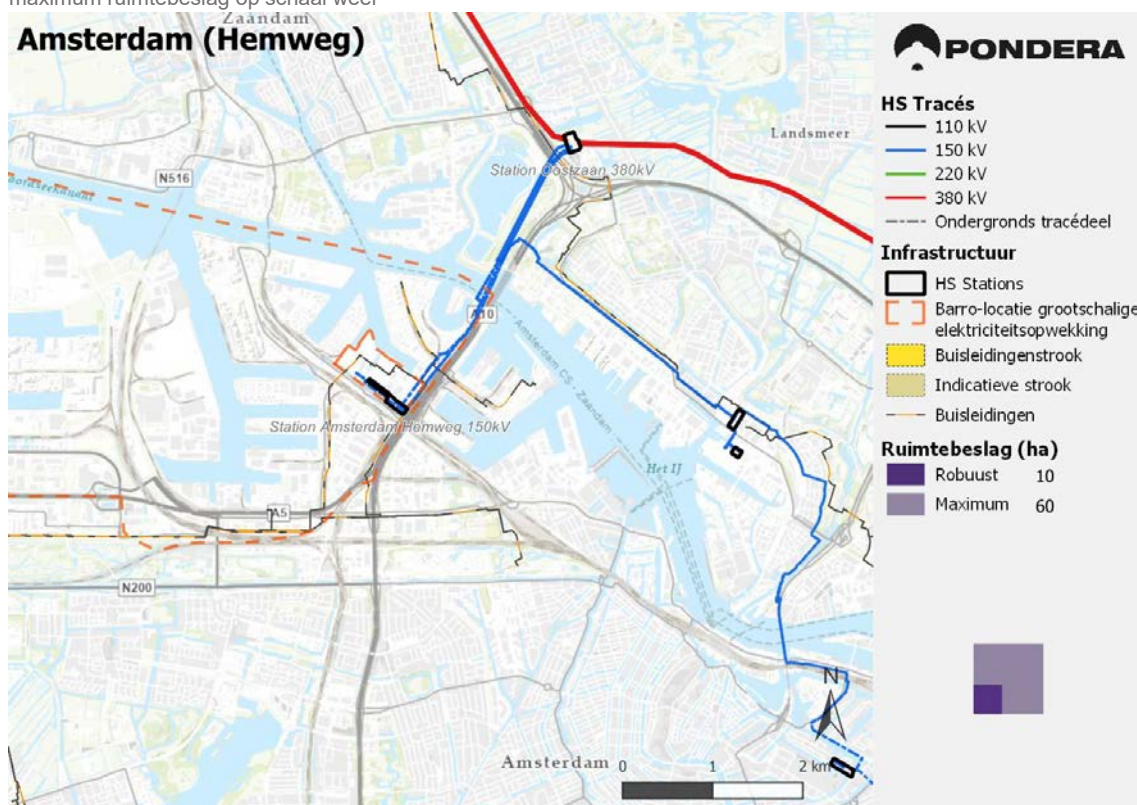 maximum ruimtebeslag op schaal weer
Amsterdam (Hemweg)
Zaandam
Landsmeer
N516
Station Oostzaan 380kV
A10
Amsterdam CS - Zaandam
Station Amsterdam Hemweg 150kV
Het IJ
A5
N200
Amsterdam
N
0 1 2 km
PONDERA
HS Tracés
110 kV
150 kV
220 kV
380 kV
Ondergronds tracédeel
Infrastructuur
HS Stations
Barro-locatie grootschalige
elektriciteitsopwekking
Buisleidingenstrook
Indicatieve strook
Buisleidingen
Ruimtebeslag (ha)
Robuust 10
Maximum 60